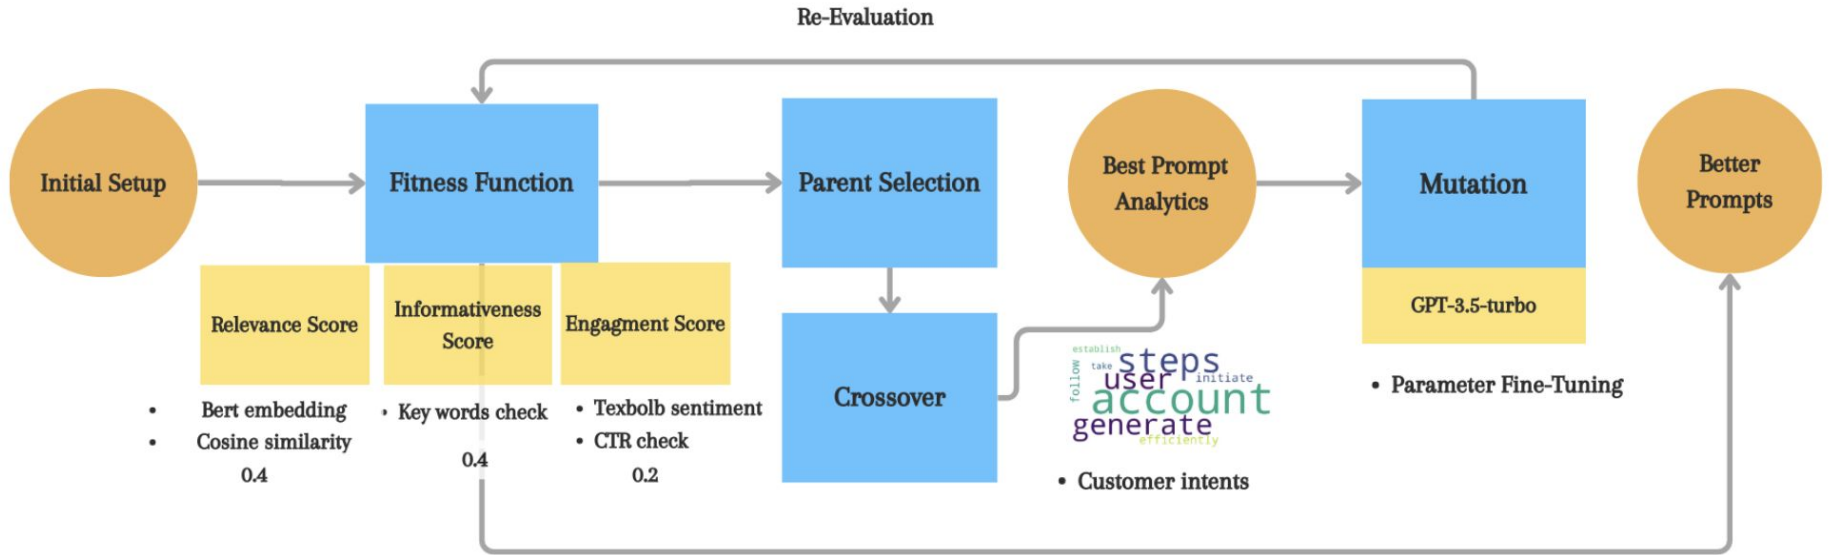 Re-Evaluation
Initial Setup
Fitness Function
Parent Selection
Best Prompt
Analytics
Mutation
Better
Prompts
Relevance Score
Informativeness
Score
Engagment Score
GPT-3.5-turbo
Bert embedding
Cosine similarity
0.4
Key words check
0.4
Texbolb sentiment
CTR check
0.2
Crossover
establish
take steps
follow
user initiate
account
generate
efficiently
Customer intents
Parameter Fine-Tuning